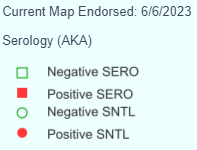 Current Map Endorsed: 6/6/2023
Serology (AKA)
Negative SERO
Positive SERO
Negative SNTL
Positive SNTL